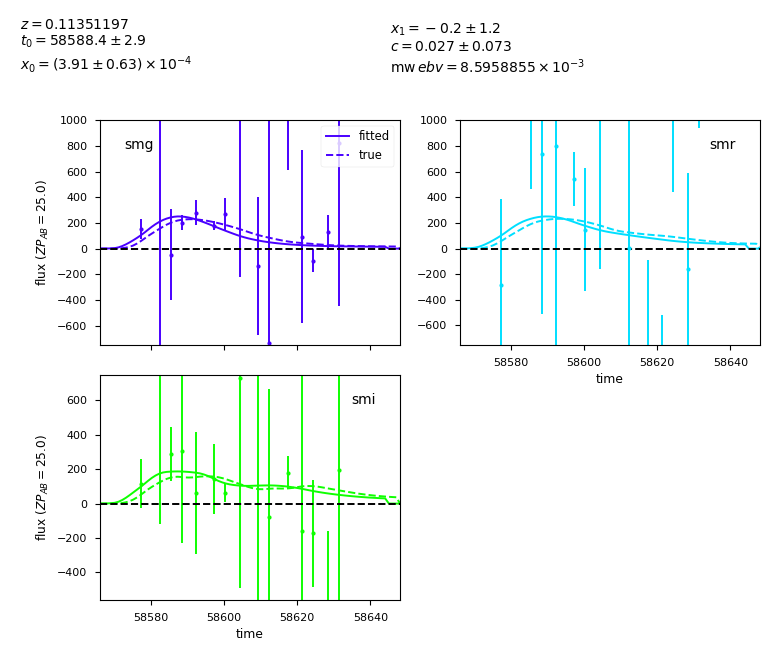 z = 0.11351197
t₀ = 58588.4 ± 2.9
x₀ = (3.91 ± 0.63) × 10⁻⁴
x₁ = −0.2 ± 1.2
c = 0.027 ± 0.073
mw ebv = 8.5958855 × 10⁻³
smg
fitted
true
flux (ZP_AB = 25.0)
1000
800
600
400
200
0
−200
−400
−600
smr
1000
800
600
400
200
0
−200
−400
−600
58580
58600
58620
58640
time
smi
flux (ZP_AB = 25.0)
600
400
200
0
−200
−400
58580
58600
58620
58640
time